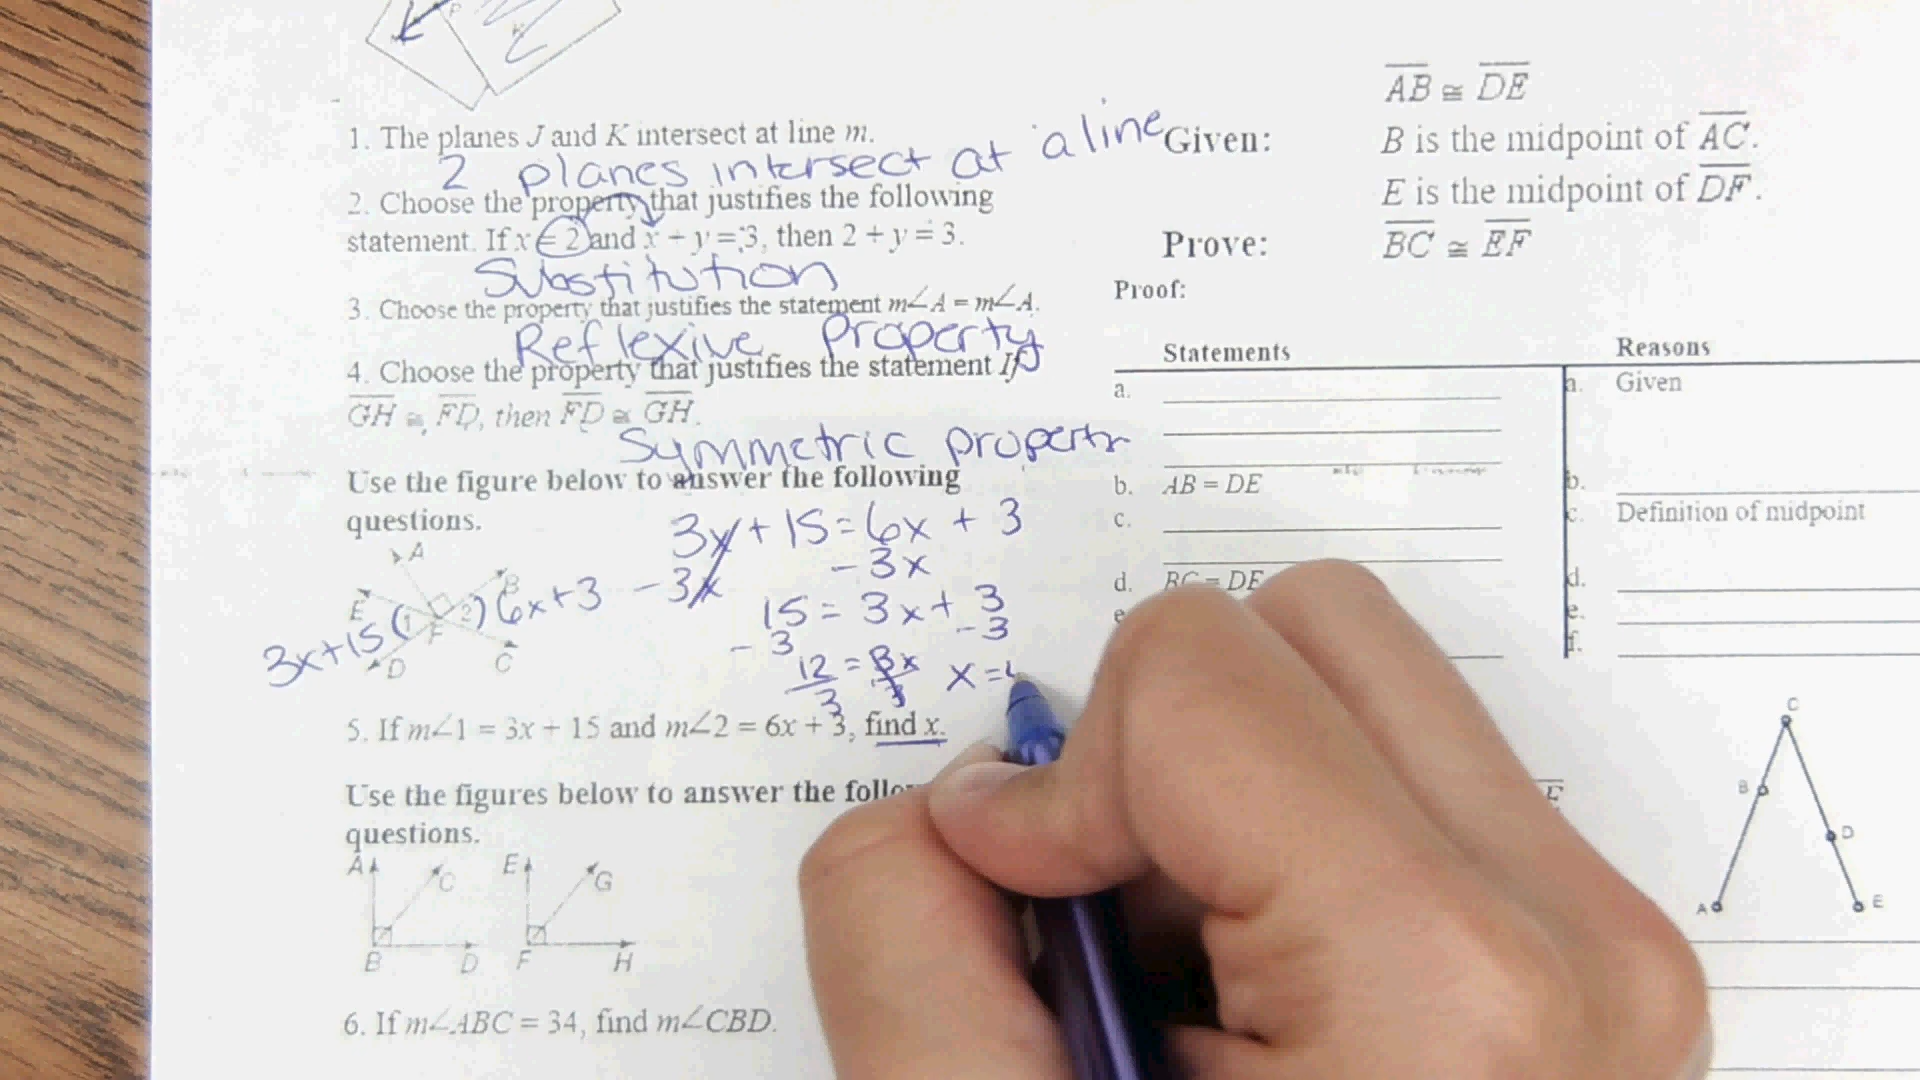 1. The planes J and K intersect at line m.
2 planes intersect at a line
2. Choose the property that justifies the following
statement. If x = 2 and x + y = 3, then 2 + y = 3.
Substitution
3. Choose the property that justifies the statement m∠A = m∠A.
Reflexive Property
4. Choose the property that justifies the statement If
GH ≅ FD, then FD ≅ GH.
Symmetric property
Use the figure below to answer the following
questions.
3x + 15 = 6x + 3
- 3x - 3x
15 = 3x + 3
- 3 - 3
12 = 3x
3 3
x = 4
A
B
E
1
2
F
D
C
3x+15
6x+3
5. If m∠1 = 3x + 15 and m∠2 = 6x + 3, find x.
Use the figures below to answer the
questions.
A C E G
B D F H
6. If m∠ABC = 34, find m∠CBD.
AB ≅ DE
Given: B is the midpoint of AC.
E is the midpoint of DF.
Prove: BC ≅ EF
Proof:
Statements Reasons
a. a. Given
b. AB = DE b.
c. c. Definition of midpoint
d. BC = DE d.
e. e.
f.
C
B
D
A
E